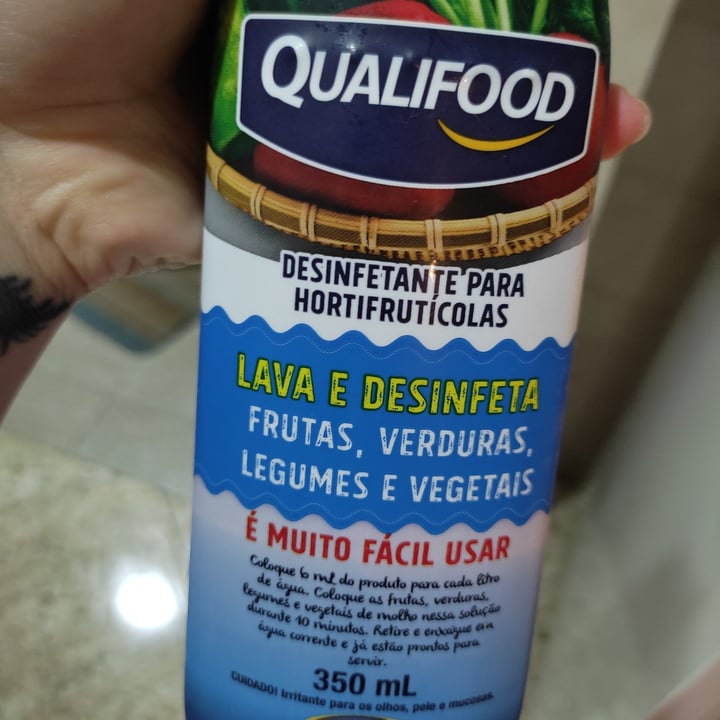 QUALIFOOD
DESINFETANTE PARA
HORTIFRUTÍCOLAS
LAVA E DESINFETA
FRUTAS, VERDURAS,
LEGUMES E VEGETAIS
É MUITO FÁCIL USAR
Coloque 6 mL do produto para cada litro
de água. Coloque as frutas, verduras,
legumes e vegetais de molho nessa solução
durante 10 minutos. Retire e enxágue em
água corrente e já estão prontos para
servir.
350 mL
CUIDADO! Irritante para os olhos, pele e mucosas.